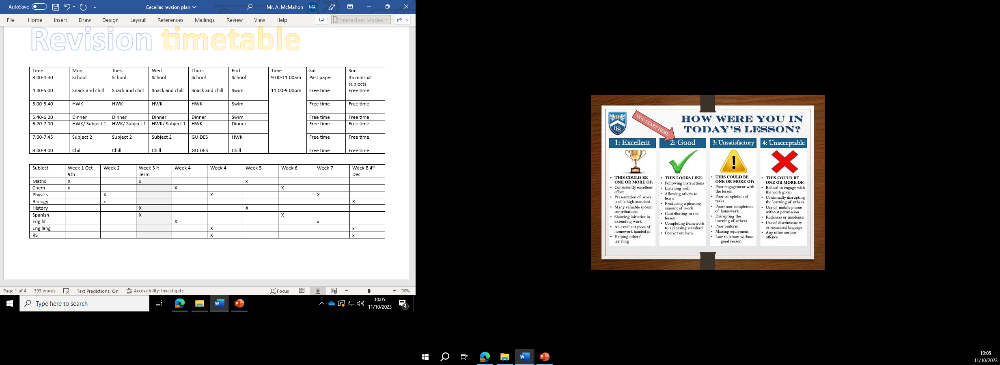 AutoSave
Cecelias revsion plan
Mr. A. McMahon
MA
File Home Insert Draw Design Layout References Mailings Review View Help
Interaction Modes
Revision timetable
Time Mon Tues Wed Thurs Frid Time Sat Sun
8.00-4.30 School School School School School 9.00-11.00am Past paper 35 mins x2
subjects
4.30-5.00 Snack and chill Snack and chill Snack and chill Snack and chill Swim 11.00-9.00pm Free time Free time
5.00-5.40 HWK HWK HWK HWK Swim Free time Free time
5.40-6.20 Dinner Dinner Dinner Dinner Swim Free time Free time
6.20-7.00 HWK/ Subject 1 HWK/ Subject 1 HWK/ Subject 1 HWK Dinner Free time Free time
7.00-7.45 Subject 2 Subject 2 Subject 2 GUIDES HWK Free time Free time
8.00-9.00 Chill Chill Chill GUIDES Chill Free time Free time
Subject Week 1 Oct Week 2 Week 3 H Week 4 Week 4 Week 5 Week 6 Week 7 Week 8 4th
9th Term Dec
Maths X x x
Chem x X X
Physics X X X
Biology x X
History X X
Spanish X X
Eng lit X x
Eng lang X x
RS X x
Page 1 of 4 393 words Text Predictions: On Accessibility: Investigate Focus 90%
Type here to search
10:05
11/10/2023
4
YOU START HERE
HOW WERE YOU IN
TODAY'S LESSON?
1: Excellent
THIS COULD BE
ONE OR MORE OF:
• Consistently excellent
effort
• Presentation of work
is of a high standard
• Many valuable spoken
contributions
• Showing initiative in
extending work
• An excellent piece of
homework handed in
• Helping others'
learning
2: Good
• THIS LOOKS LIKE:
• Following instructions
• Listening well
• Allowing others to
learn
• Producing a pleasing
amount of work
• Contributing to the
lesson
• Completing homework
to a pleasing standard
• Correct uniform
3: Unsatisfactory
• THIS COULD BE
ONE OR MORE OF:
• Poor engagement with
the lesson
• Poor completion of
tasks
• Poor/non-completion
of homework
• Disrupting the
learning of others
• Poor uniform
• Missing equipment
• Late to lesson without
good reason
4: Unacceptable
• THIS COULD BE
ONE OR MORE OF:
• Refusal to engage with
the work given
• Continually disrupting
the learning of others
• Use of mobile phone
without permission
• Rudeness or insolence
• Use of discriminatory
or sexualised language
• Any other serious
offence
10:05
11/10/2023